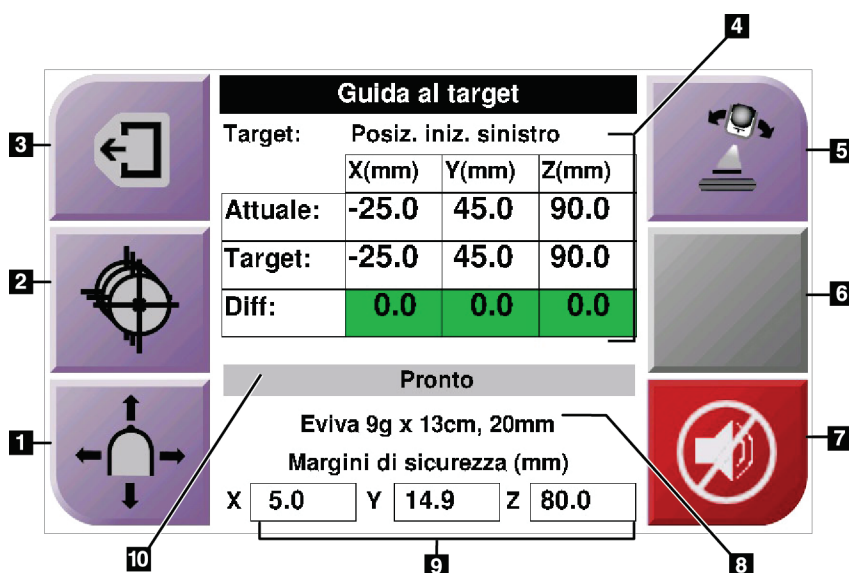 4
Guida al target
3
Target: Posiz. iniz. sinistro
5
X(mm) Y(mm) Z(mm)
Attuale: -25.0 45.0 90.0
2
Target: -25.0 45.0 90.0
6
Diff: 0.0 0.0 0.0
Pronto
1
Eviva 9g x 13cm, 20mm
7
Margini di sicurezza (mm)
X 5.0 Y 14.9 Z 80.0
10
9
8